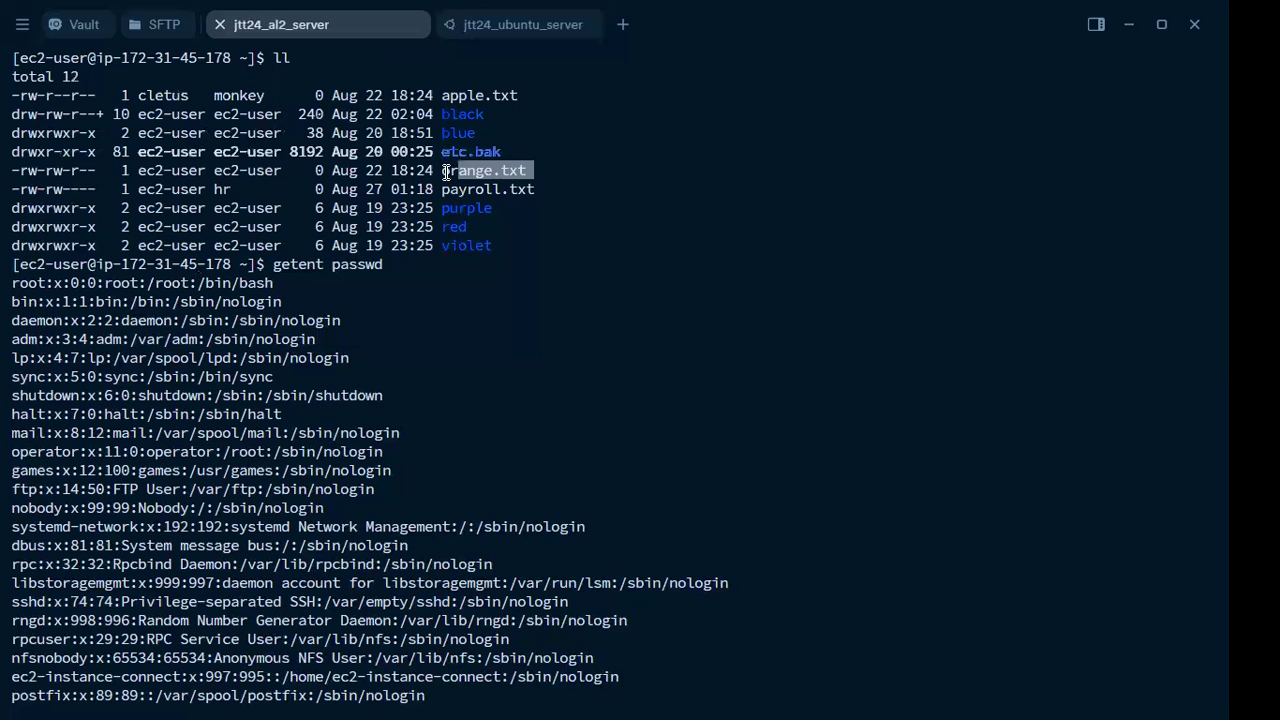 Vault SFTP jtt24_al2_server jtt24_ubuntu_server
[ec2-user@ip-172-31-45-178 ~]$ ll
total 12
-rw-r--r-- 1 cletus monkey 0 Aug 22 18:24 apple.txt
drw-rw-r--+ 10 ec2-user ec2-user 240 Aug 22 02:04 black
drwxrwxr-x 2 ec2-user ec2-user 38 Aug 20 18:51 blue
drwxr-xr-x 81 ec2-user ec2-user 8192 Aug 20 00:25 etc.bak
-rw-rw-r-- 1 ec2-user ec2-user 0 Aug 22 18:24 orange.txt
-rw-rw---- 1 ec2-user hr 0 Aug 27 01:18 payroll.txt
drwxrwxr-x 2 ec2-user ec2-user 6 Aug 19 23:25 purple
drwxrwxr-x 2 ec2-user ec2-user 6 Aug 19 23:25 red
drwxrwxr-x 2 ec2-user ec2-user 6 Aug 19 23:25 violet
[ec2-user@ip-172-31-45-178 ~]$ getent passwd
root:x:0:0:root:/root:/bin/bash
bin:x:1:1:bin:/bin:/sbin/nologin
daemon:x:2:2:daemon:/sbin:/sbin/nologin
adm:x:3:4:adm:/var/adm:/sbin/nologin
lp:x:4:7:lp:/var/spool/lpd:/sbin/nologin
sync:x:5:0:sync:/sbin:/bin/sync
shutdown:x:6:0:shutdown:/sbin:/sbin/shutdown
halt:x:7:0:halt:/sbin:/sbin/halt
mail:x:8:12:mail:/var/spool/mail:/sbin/nologin
operator:x:11:0:operator:/root:/sbin/nologin
games:x:12:100:games:/usr/games:/sbin/nologin
ftp:x:14:50:FTP User:/var/ftp:/sbin/nologin
nobody:x:99:99:Nobody:/:/sbin/nologin
systemd-network:x:192:192:systemd Network Management:/:/sbin/nologin
dbus:x:81:81:System message bus:/:/sbin/nologin
rpc:x:32:32:Rpcbind Daemon:/var/lib/rpcbind:/sbin/nologin
libstoragemgmt:x:999:997:daemon account for libstoragemgmt:/var/run/lsm:/sbin/nologin
sshd:x:74:74:Privilege-separated SSH:/var/empty/sshd:/sbin/nologin
rngd:x:998:996:Random Number Generator Daemon:/var/lib/rngd:/sbin/nologin
rpcuser:x:29:29:RPC Service User:/var/lib/nfs:/sbin/nologin
nfsnobody:x:65534:65534:Anonymous NFS User:/var/lib/nfs:/sbin/nologin
ec2-instance-connect:x:997:995::/home/ec2-instance-connect:/sbin/nologin
postfix:x:89:89::/var/spool/postfix:/sbin/nologin